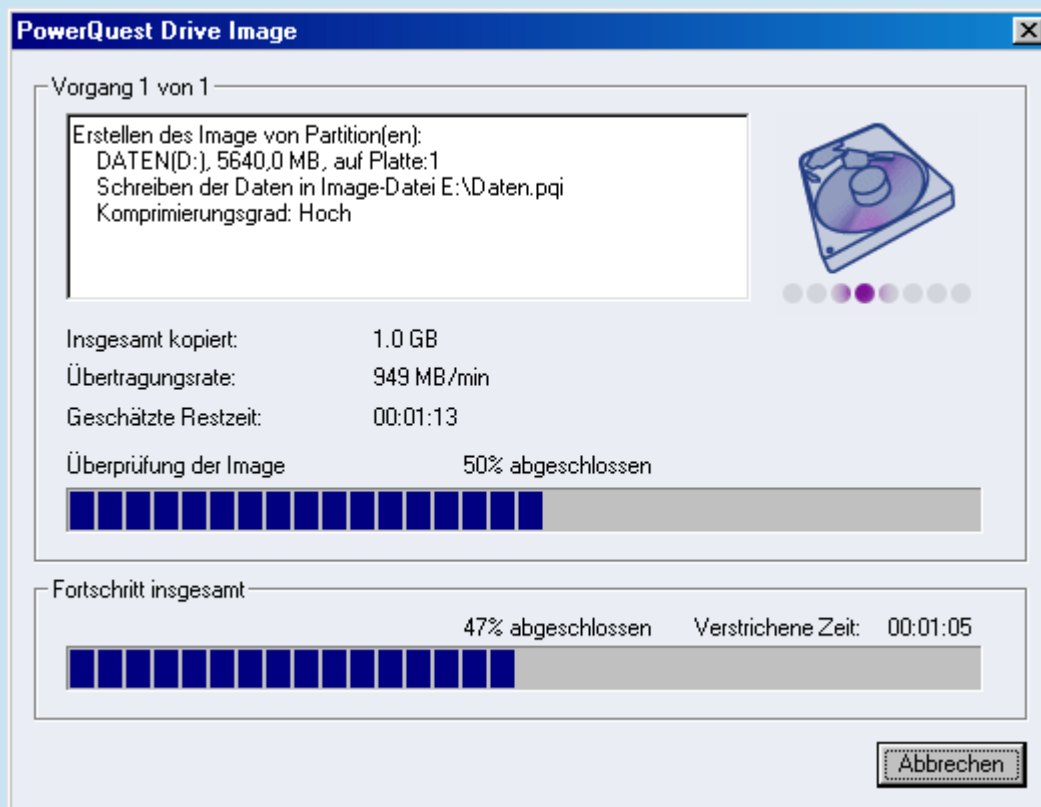 PowerQuest Drive Image
Vorgang 1 von 1
Erstellen des Image von Partition(en):
DATEN(D:), 5640,0 MB, auf Platte:1
Schreiben der Daten in Image-Datei E:\Daten.pqi
Komprimierungsgrad: Hoch
Insgesamt kopiert: 1.0 GB
Übertragungsrate: 949 MB/min
Geschätzte Restzeit: 00:01:13
Überprüfung der Image 50% abgeschlossen
Fortschritt insgesamt
47% abgeschlossen Verstrichene Zeit: 00:01:05
Abbrechen